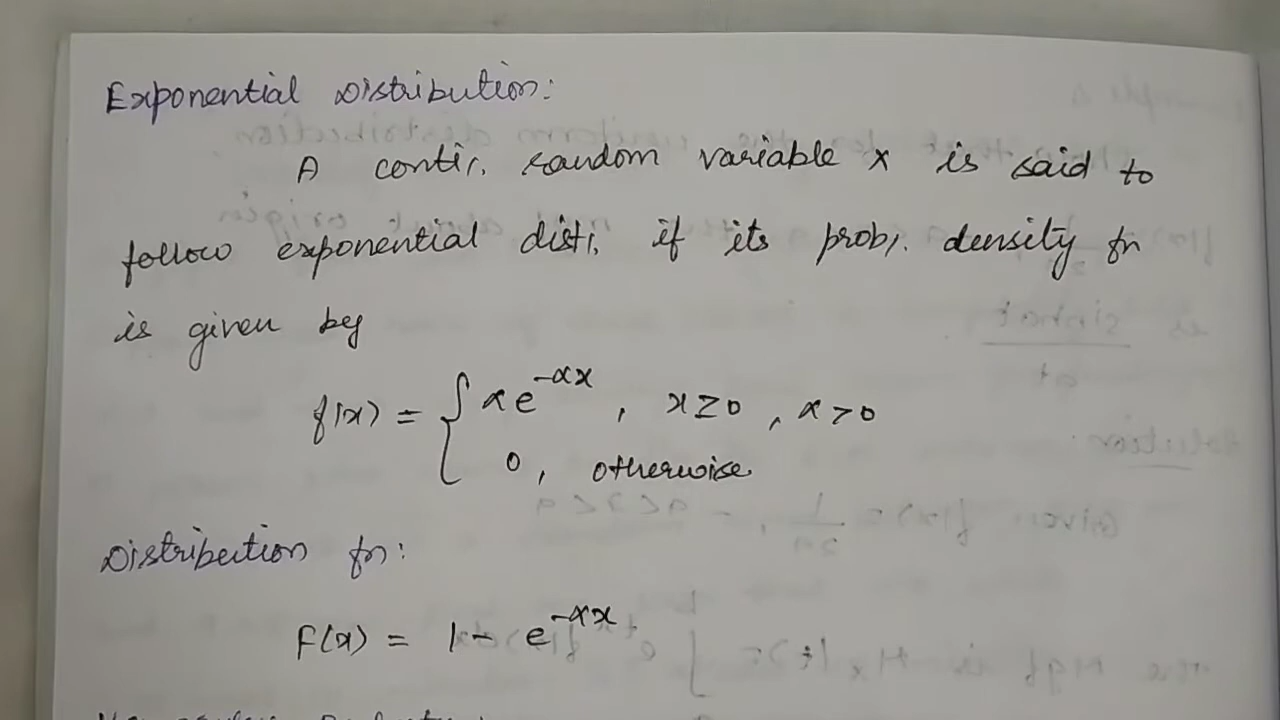 Exponential Distribution:
A conti. random variable X is said to
follow exponential disti. if its prob. density fn
is given by
f(x) = { αe^{-αx}, x≥0, α>0
0, otherwise
Distribution fn:
F(x) = 1 - e^{-αx}